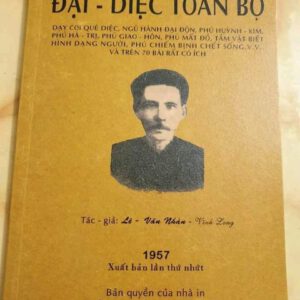 ĐẠI - DIỆC TOÀN BỘ
DẠY CÒI QUẺ DIỆC, NGŨ HÀNH ĐẠI ĐỘN, PHÚ HUỲNH - KIM,
PHÚ HÀ - TRI, PHÚ GIAO - HÔN, PHÚ MẤT ĐỒ, TẦM VẬT BIẾT
HÌNH DẠNG NGƯỜI, PHÚ CHIÊM BỊNH CHẾT SỐNG, V.V..
VÀ TRÊN 70 BÀI RẤT CÓ ÍCH
Tác - giả: Lê - Văn Nhàn - Vĩnh Long
1957
Xuất bản lần thứ nhứt
Bản quyền của nhà in